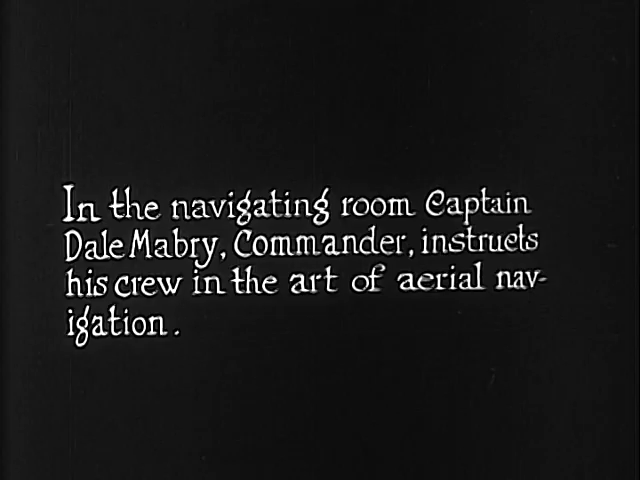 In the navigating room Captain
Dale Mabry, Commander, instructs
his crew in the art of aerial nav-
igation.